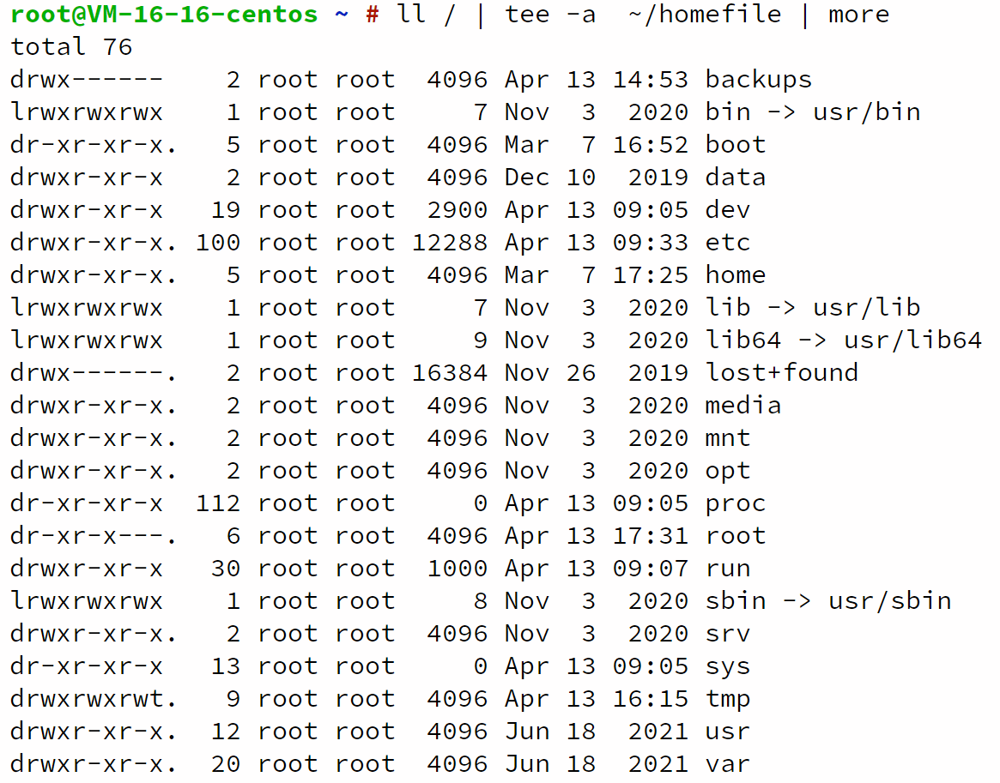 root@VM-16-16-centos ~ # ll / | tee -a  ~/homefile | more
total 76
drwx------    2 root root  4096 Apr 13 14:53 backups
lrwxrwxrwx    1 root root     7 Nov  3  2020 bin -> usr/bin
dr-xr-xr-x.   5 root root  4096 Mar  7 16:52 boot
drwxr-xr-x    2 root root  4096 Dec 10  2019 data
drwxr-xr-x   19 root root  2900 Apr 13 09:05 dev
drwxr-xr-x. 100 root root 12288 Apr 13 09:33 etc
drwxr-xr-x.   5 root root  4096 Mar  7 17:25 home
lrwxrwxrwx    1 root root     7 Nov  3  2020 lib -> usr/lib
lrwxrwxrwx    1 root root     9 Nov  3  2020 lib64 -> usr/lib64
drwx------.   2 root root 16384 Nov 26  2019 lost+found
drwxr-xr-x.   2 root root  4096 Nov  3  2020 media
drwxr-xr-x.   2 root root  4096 Nov  3  2020 mnt
drwxr-xr-x.   2 root root  4096 Nov  3  2020 opt
dr-xr-xr-x  112 root root     0 Apr 13 09:05 proc
dr-xr-x---.   6 root root  4096 Apr 13 17:31 root
drwxr-xr-x   30 root root  1000 Apr 13 09:07 run
lrwxrwxrwx    1 root root     8 Nov  3  2020 sbin -> usr/sbin
drwxr-xr-x.   2 root root  4096 Nov  3  2020 srv
dr-xr-xr-x   13 root root     0 Apr 13 09:05 sys
drwxrwxrwt.   9 root root  4096 Apr 13 16:15 tmp
drwxr-xr-x.  12 root root  4096 Jun 18  2021 usr
drwxr-xr-x.  20 root root  4096 Jun 18  2021 var